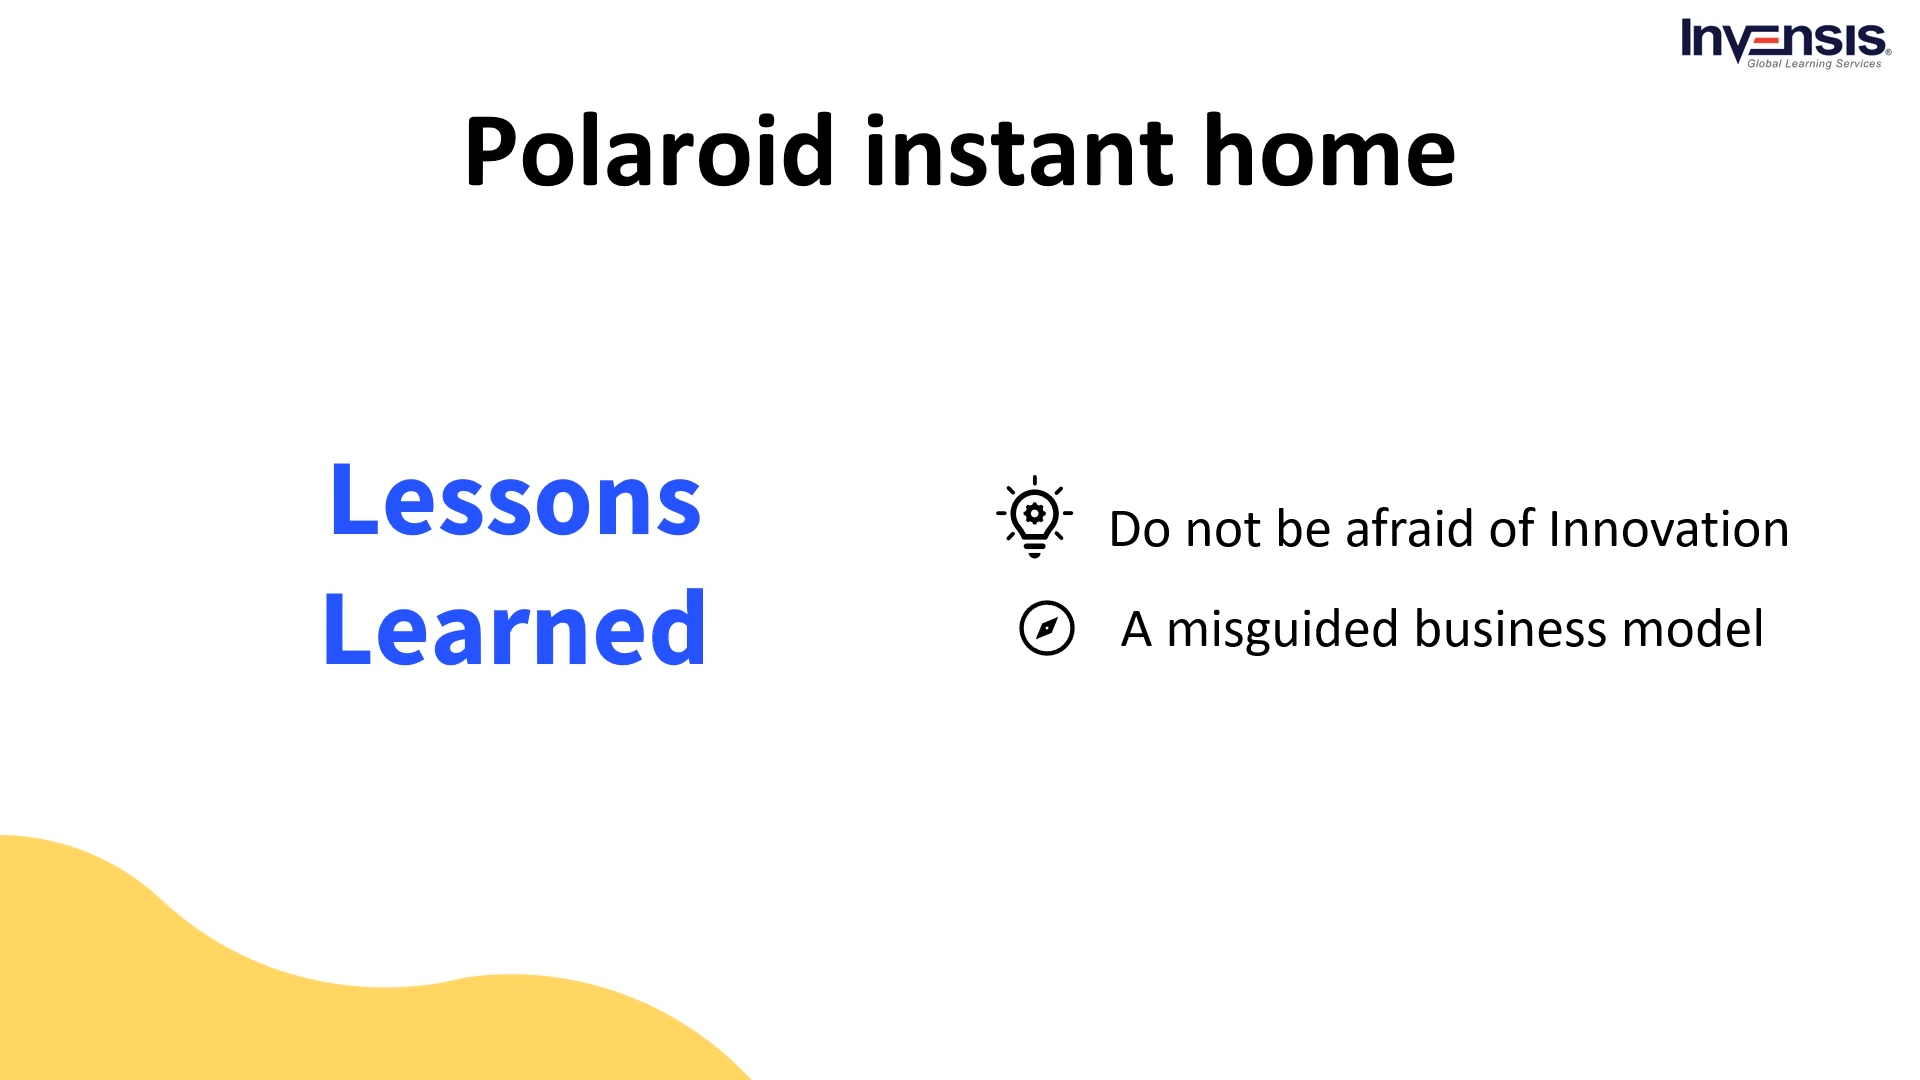 Invensis®
Global Learning Services
Polaroid instant home
Lessons
Learned
Do not be afraid of Innovation
A misguided business model